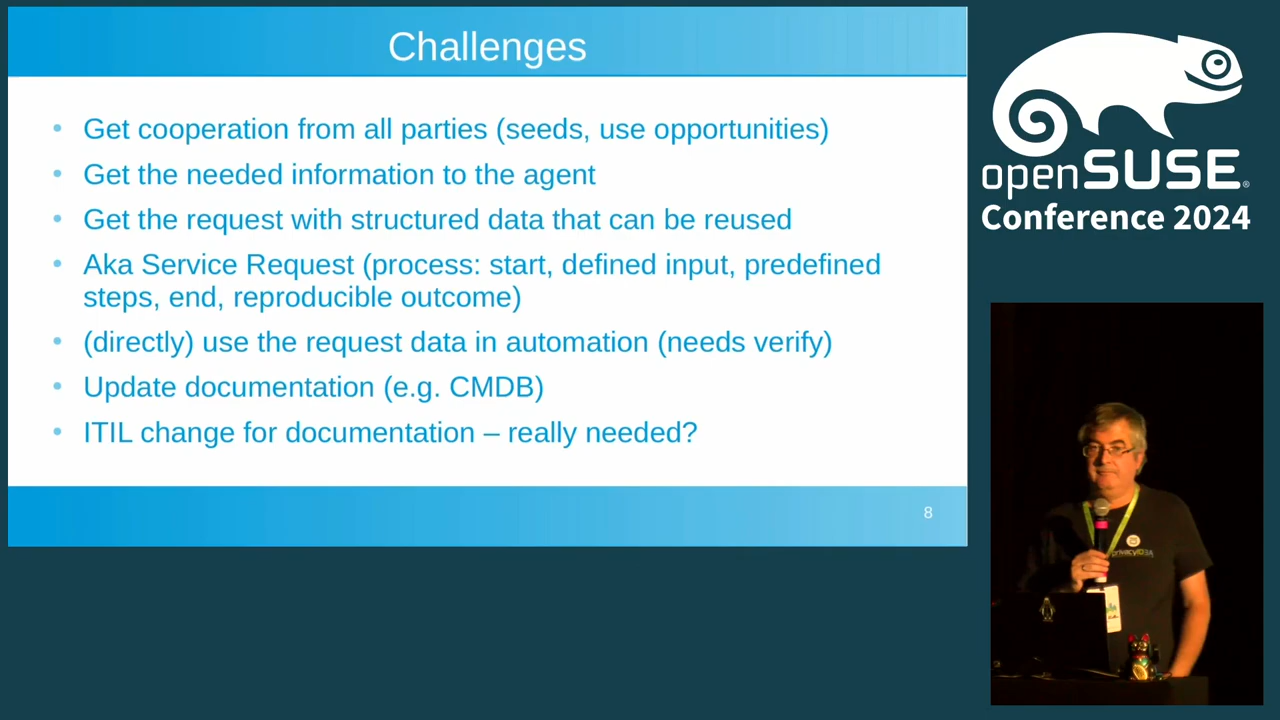 Challenges
• Get cooperation from all parties (seeds, use opportunities)
• Get the needed information to the agent
• Get the request with structured data that can be reused
• Aka Service Request (process: start, defined input, predefined
steps, end, reproducible outcome)
• (directly) use the request data in automation (needs verify)
• Update documentation (e.g. CMDB)
• ITIL change for documentation – really needed?
8
openSUSE®
Conference 2024
privacyIDEA